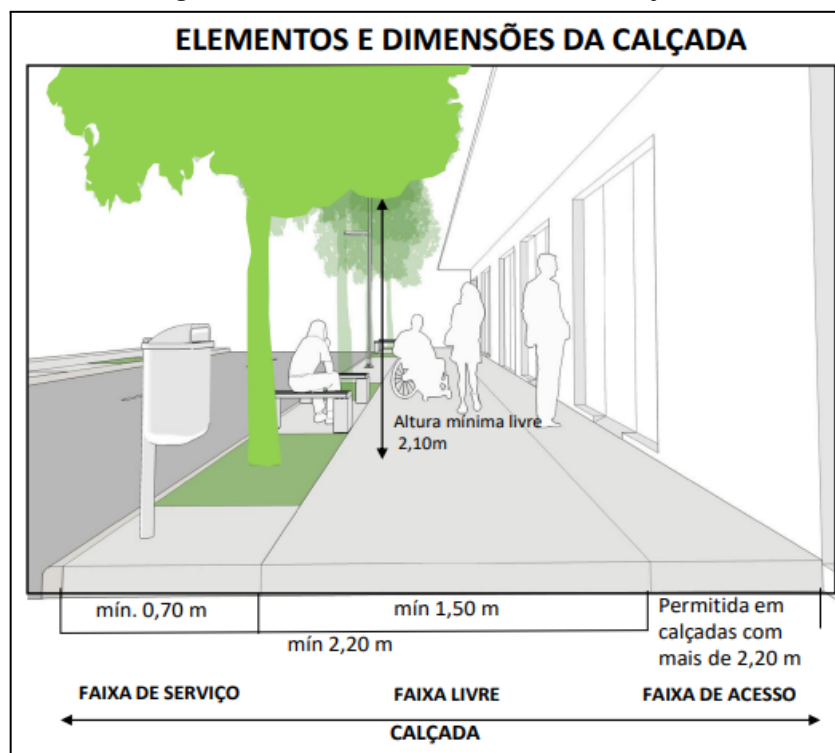 ELEMENTOS E DIMENSÕES DA CALÇADA
Altura mínima livre
2,10m
mín. 0,70 m
mín 1,50 m
mín 2,20 m
Permitida em
calçadas com
mais de 2,20 m
FAIXA DE SERVIÇO
FAIXA LIVRE
FAIXA DE ACESSO
CALÇADA